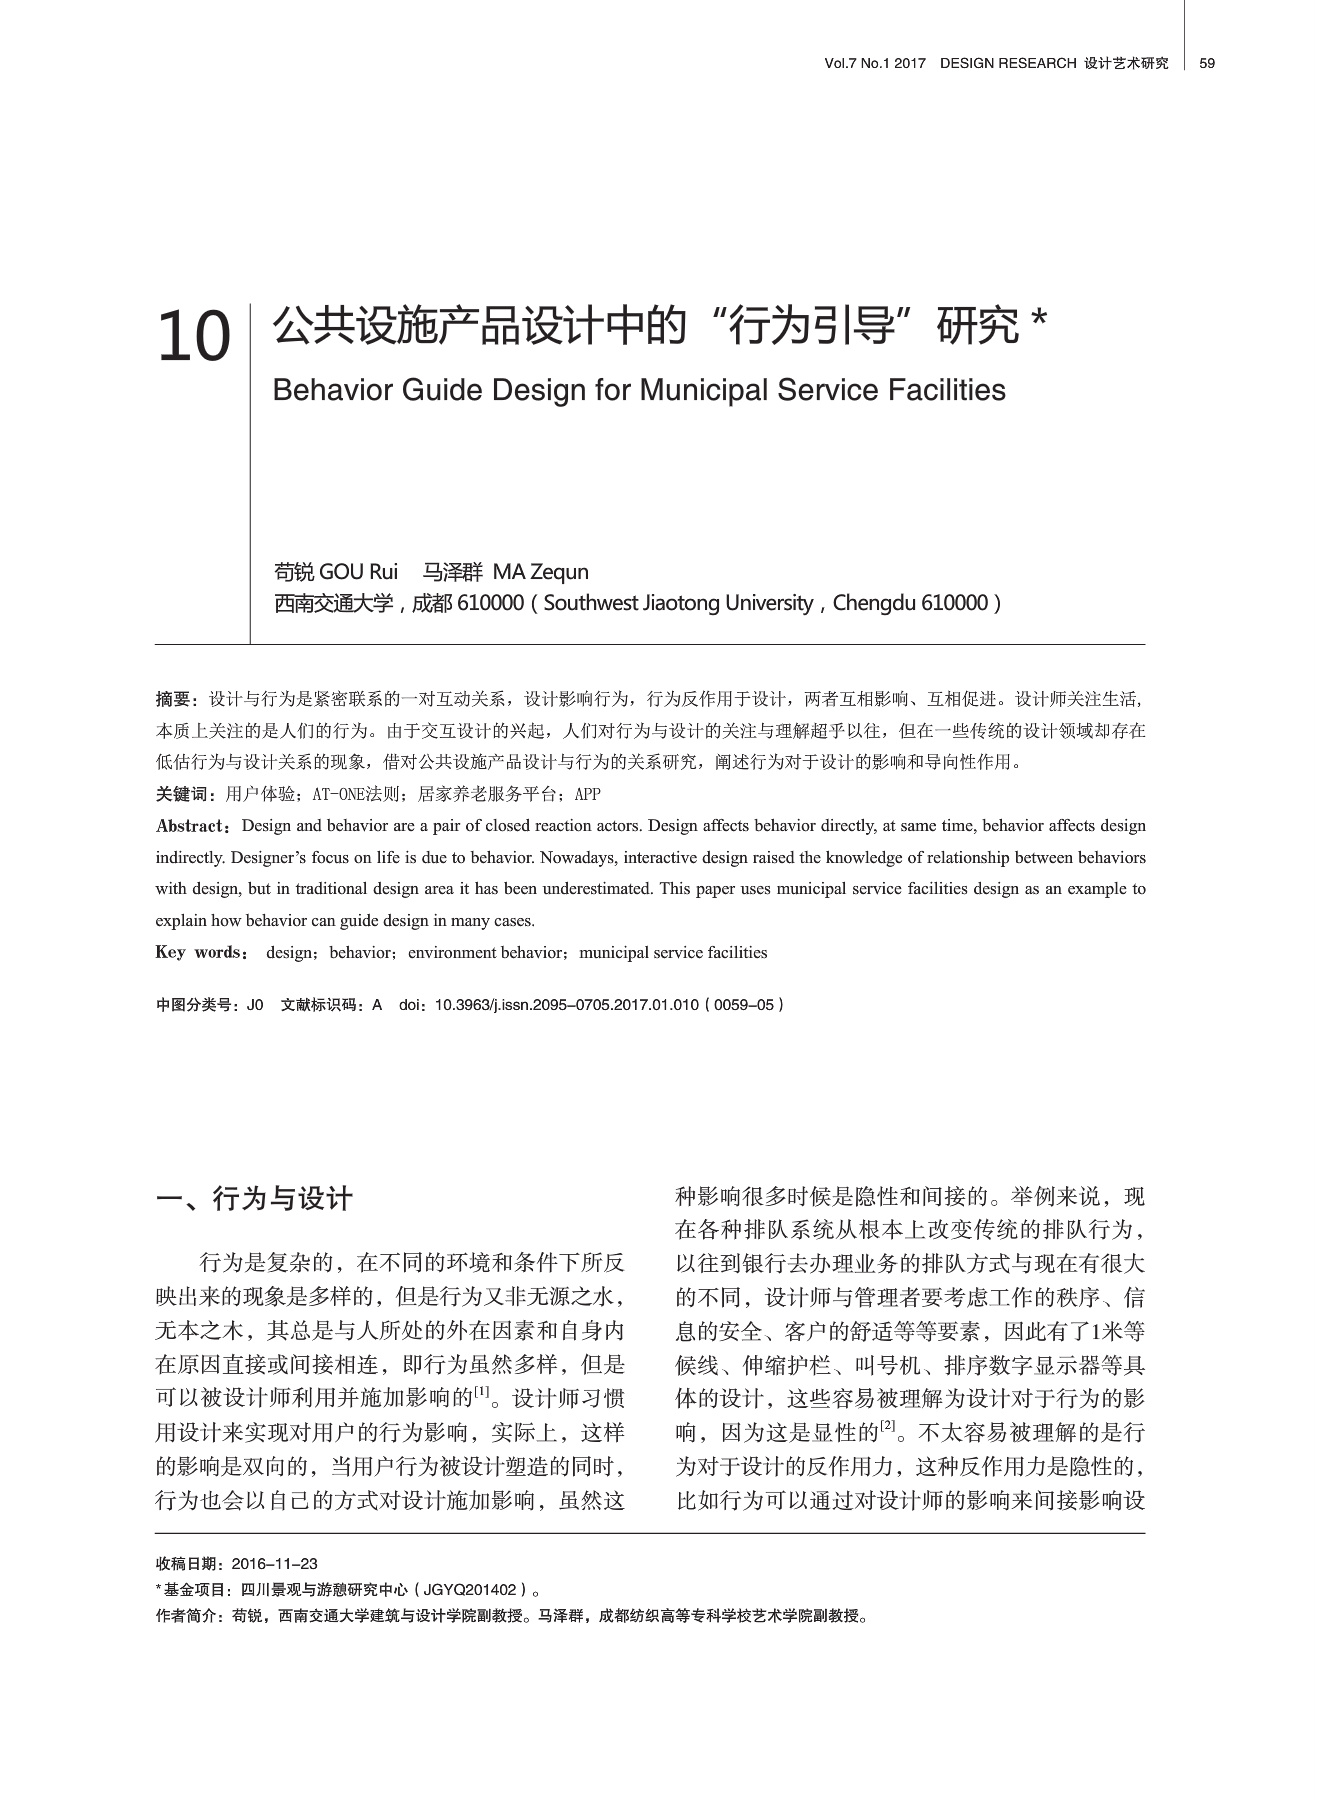 Vol.7 No.1 2017 DESIGN RESEARCH 设计艺术研究 59
10
公共设施产品设计中的“行为引导”研究*
Behavior Guide Design for Municipal Service Facilities
苟锐 GOU Rui 马泽群 MA Zequn
西南交通大学，成都 610000（Southwest Jiaotong University，Chengdu 610000）
摘要：设计与行为是紧密联系的一对互动关系，设计影响行为，行为反作用于设计，两者互相影响、互相促进。设计师关注生活，
本质上关注的是人们的行为。由于交互设计的兴起，人们对行为与设计的关注与理解超乎以往，但在一些传统的设计领域却存在
低估行为与设计关系的现象，借对公共设施产品设计与行为的关系研究，阐述行为对于设计的影响和导向性作用。
关键词：用户体验；AT-ONE法则；居家养老服务平台；APP
Abstract：Design and behavior are a pair of closed reaction actors. Design affects behavior directly, at same time, behavior affects design
indirectly. Designer’s focus on life is due to behavior. Nowadays, interactive design raised the knowledge of relationship between behaviors
with design, but in traditional design area it has been underestimated. This paper uses municipal service facilities design as an example to
explain how behavior can guide design in many cases.
Key words： design；behavior；environment behavior；municipal service facilities
中图分类号：J0 文献标识码：A doi：10.3963/j.issn.2095–0705.2017.01.010（0059–05）
一、行为与设计
行为是复杂的，在不同的环境和条件下所反
映出来的现象是多样的，但是行为又非无源之水，
无本之木，其总是与人所处的外在因素和自身内
在原因直接或间接相连，即行为虽然多样，但是
可以被设计师利用并施加影响的[1]。设计师习惯
用设计来实现对用户的行为影响，实际上，这样
的影响是双向的，当用户行为被设计塑造的同时，
行为也会以自己的方式对设计施加影响，虽然这
种影响很多时候是隐性和间接的。举例来说，现
在各种排队系统从根本上改变传统的排队行为，
以往到银行去办理业务的排队方式与现在有很大
的不同，设计师与管理者要考虑工作的秩序、信
息的安全、客户的舒适等等要素，因此有了1米等
候线、伸缩护栏、叫号机、排序数字显示器等具
体的设计，这些容易被理解为设计对于行为的影
响，因为这是显性的[2]。不太容易被理解的是行
为对于设计的反作用力，这种反作用力是隐性的，
比如行为可以通过对设计师的影响来间接影响设
收稿日期：2016–11–23
*基金项目：四川景观与游憩研究中心（JGYQ201402）。
作者简介：苟锐，西南交通大学建筑与设计学院副教授。马泽群，成都纺织高等专科学校艺术学院副教授。